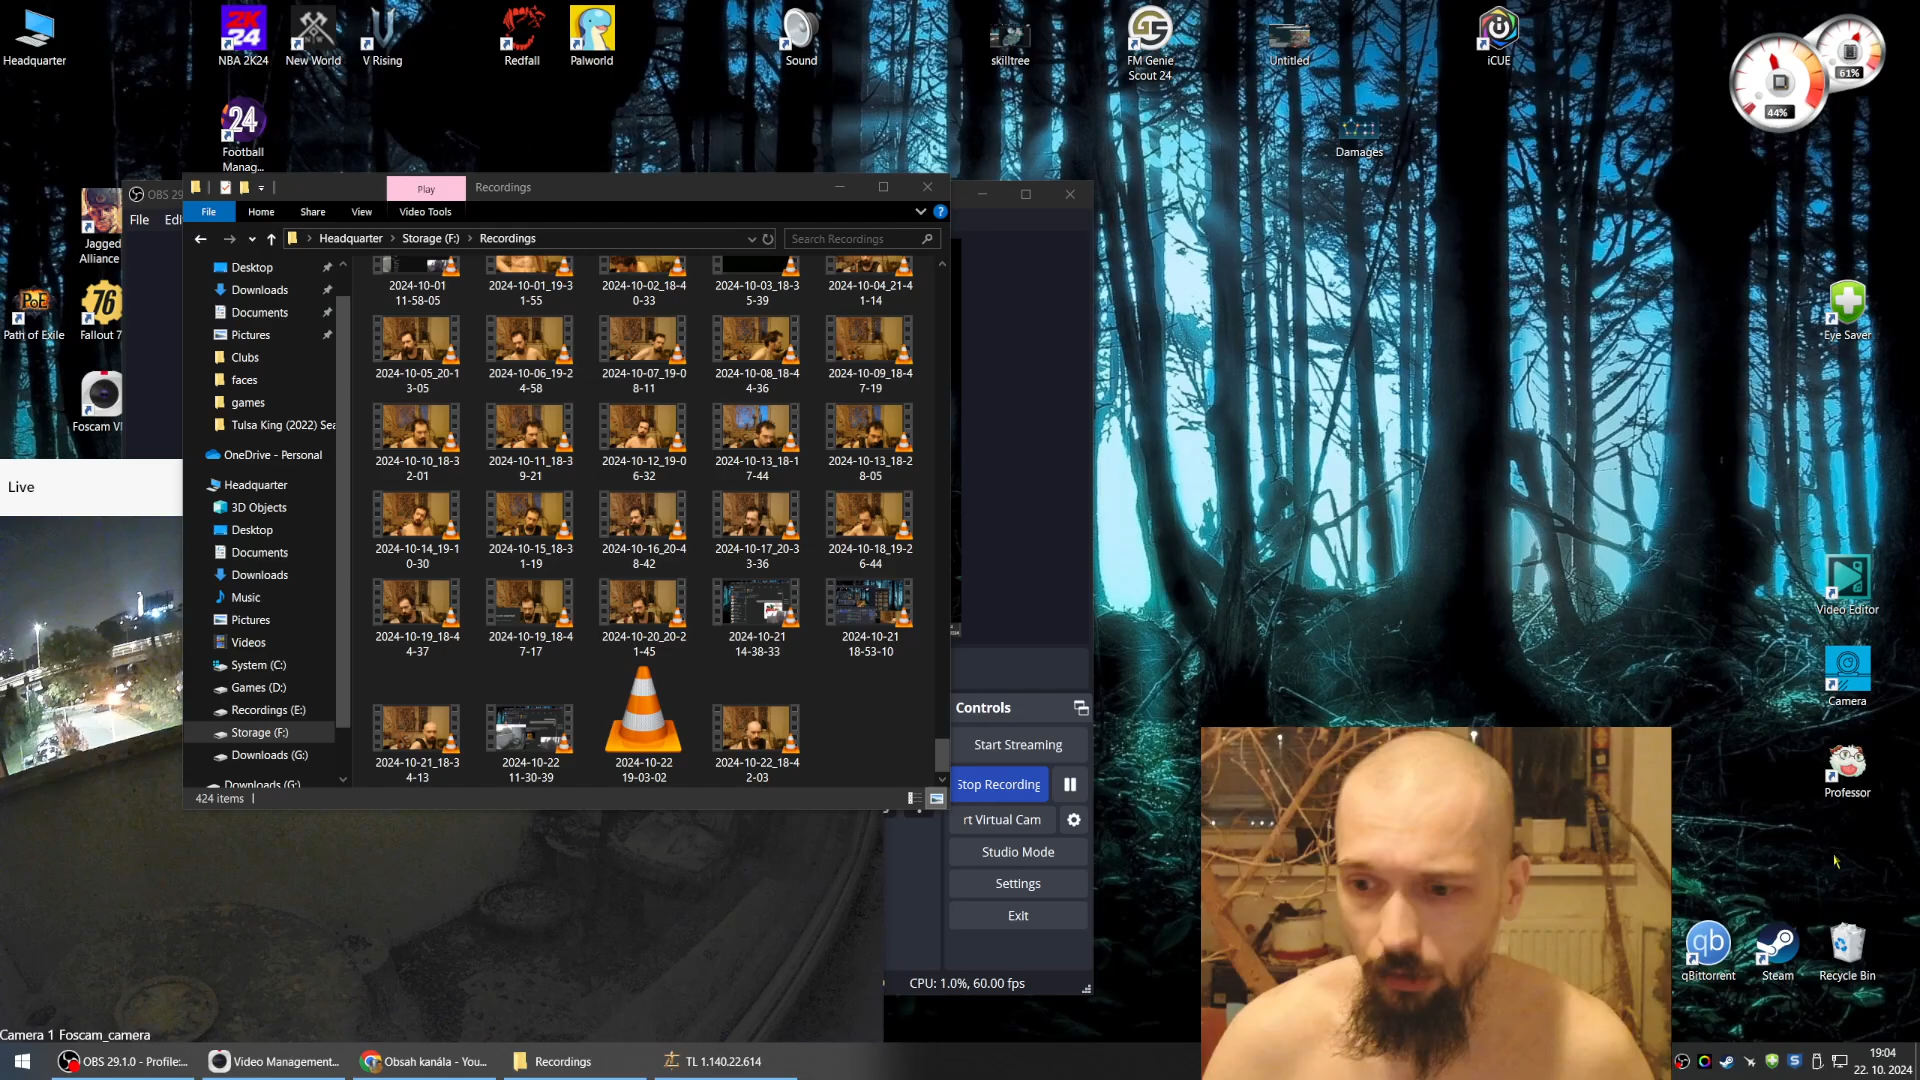 Headquarter
NBA 2K24
New World
V Rising
Redfall
Palworld
Sound
skilltree
FM Genie
Scout 24
Untitled
iCUE
61%
44%
Football
Manag...
Damages
OBS 29
File
Edi
Jagged
Alliance
Path of Exile
Fallout 7
Foscam V
Play
Recordings
File
Home
Share
View
Video Tools
Headquarter
Storage (F:)
Recordings
Search Recordings
Desktop
Downloads
Documents
Pictures
Clubs
faces
games
Tulsa King (2022) Sea
OneDrive - Personal
Headquarter
3D Objects
Desktop
Documents
Downloads
Music
Pictures
Videos
System (C:)
Games (D:)
Recordings (E:)
Storage (F:)
Downloads (G:)
Downloads (G:)
2024-10-01
11-58-05
2024-10-01_19-3
1-55
2024-10-02_18-4
0-33
2024-10-03_18-3
5-39
2024-10-04_21-4
1-14
2024-10-05_20-1
3-05
2024-10-06_19-2
4-58
2024-10-07_19-0
8-11
2024-10-08_18-4
4-36
2024-10-09_18-4
7-19
2024-10-10_18-3
2-01
2024-10-11_18-3
9-21
2024-10-12_19-0
6-32
2024-10-13_18-1
7-44
2024-10-13_18-2
8-05
2024-10-14_19-1
0-30
2024-10-15_18-3
1-19
2024-10-16_20-4
8-42
2024-10-17_20-3
3-36
2024-10-18_19-2
6-44
2024-10-19_18-4
4-37
2024-10-19_18-4
7-17
2024-10-20_20-2
1-45
2024-10-21
14-38-33
2024-10-21
18-53-10
2024-10-21_18-3
4-13
2024-10-22
11-30-39
2024-10-22
19-03-02
2024-10-22_18-4
2-03
424 items
Live
Camera 1 Foscam_camera
Controls
Start Streaming
Stop Recording
rt Virtual Cam
Studio Mode
Settings
Exit
CPU: 1.0%, 60.00 fps
Eye Saver
Video Editor
Camera
Professor
qBittorrent
Steam
Recycle Bin
OBS 29.1.0 - Profile:...
Video Management...
Obsah kanála - You...
Recordings
TL 1.140.22.614
19:04
22. 10. 2024